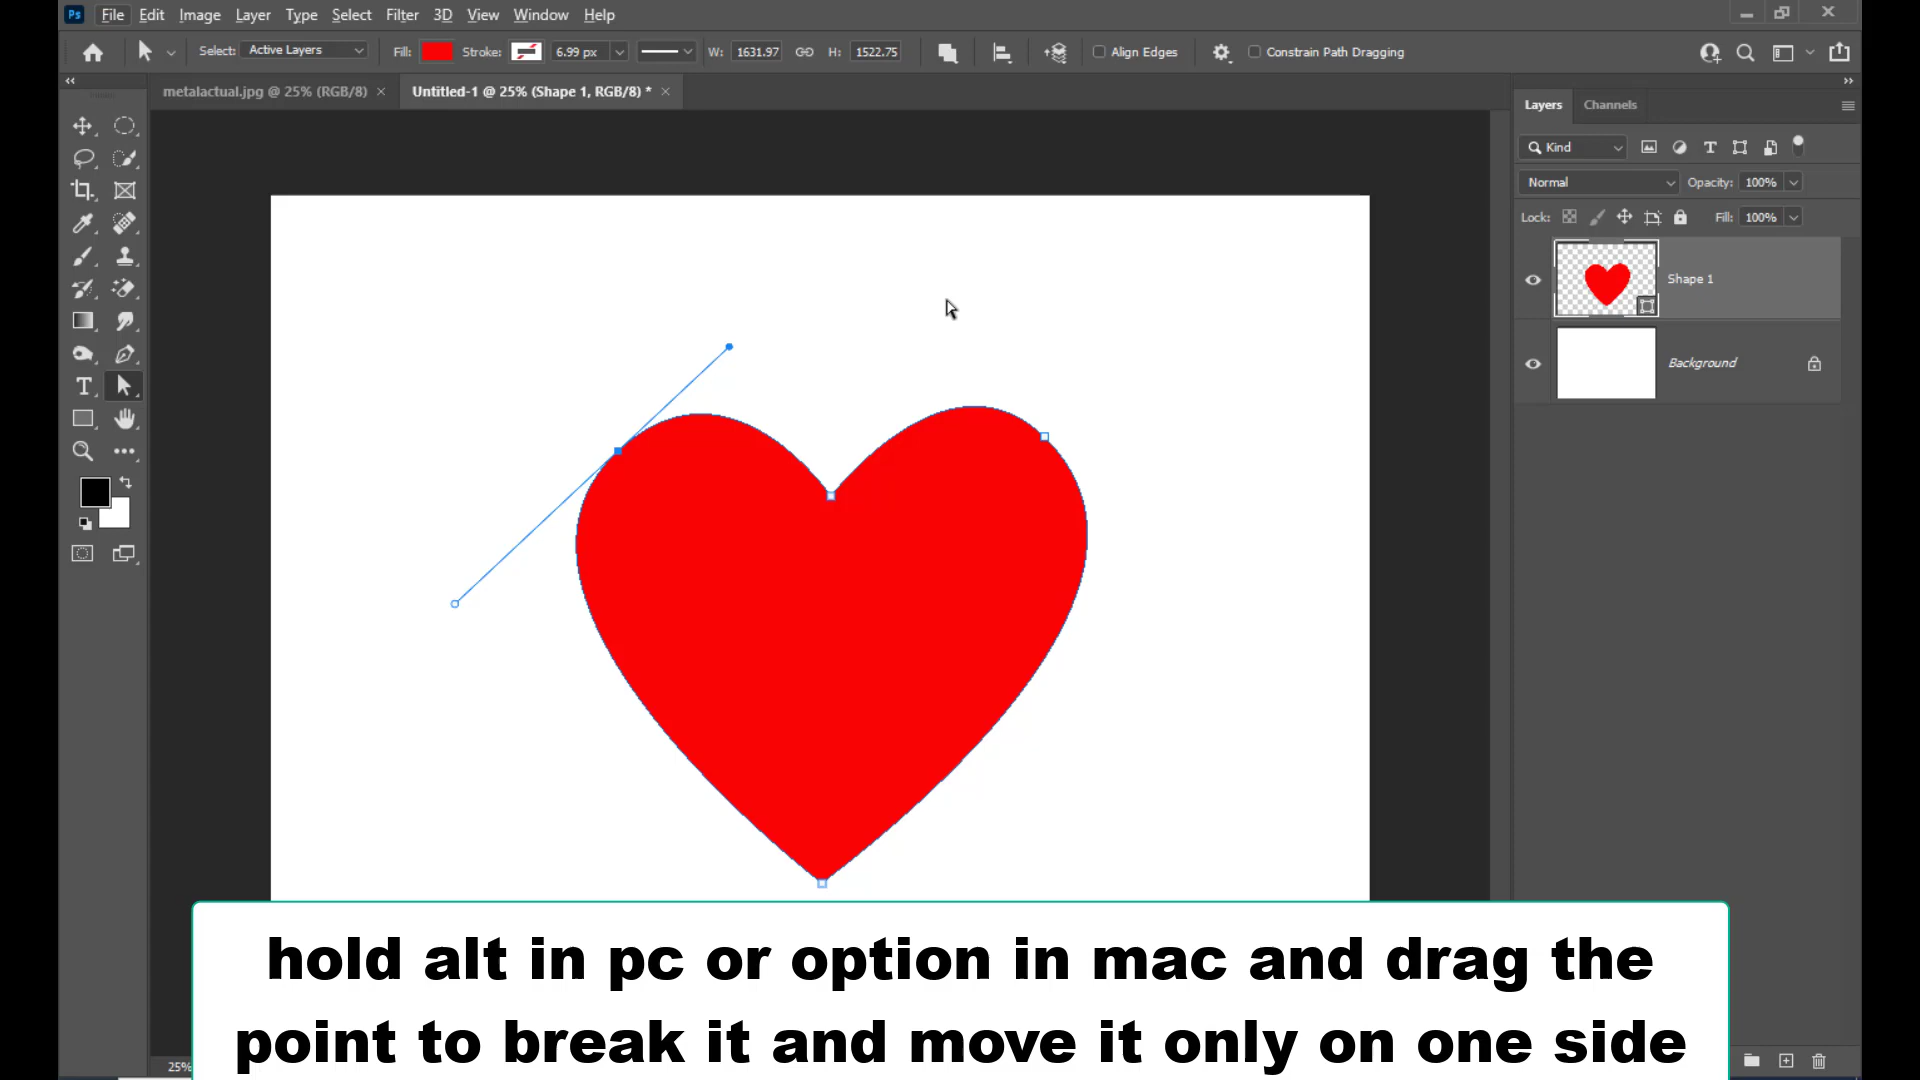 Ps File Edit Image Layer Type Select Filter 3D View Window Help
Select: Active Layers Fill: Stroke: 6.99 px W: 1631.97 H: 1522.75 Align Edges Constrain Path Dragging
metalactual.jpg @ 25% (RGB/8) × Untitled-1 @ 25% (Shape 1, RGB/8) * ×
Layers Channels
Kind
Normal Opacity: 100%
Lock: Fill: 100%
Shape 1
Background
hold alt in pc or option in mac and drag the
point to break it and move it only on one side
25%